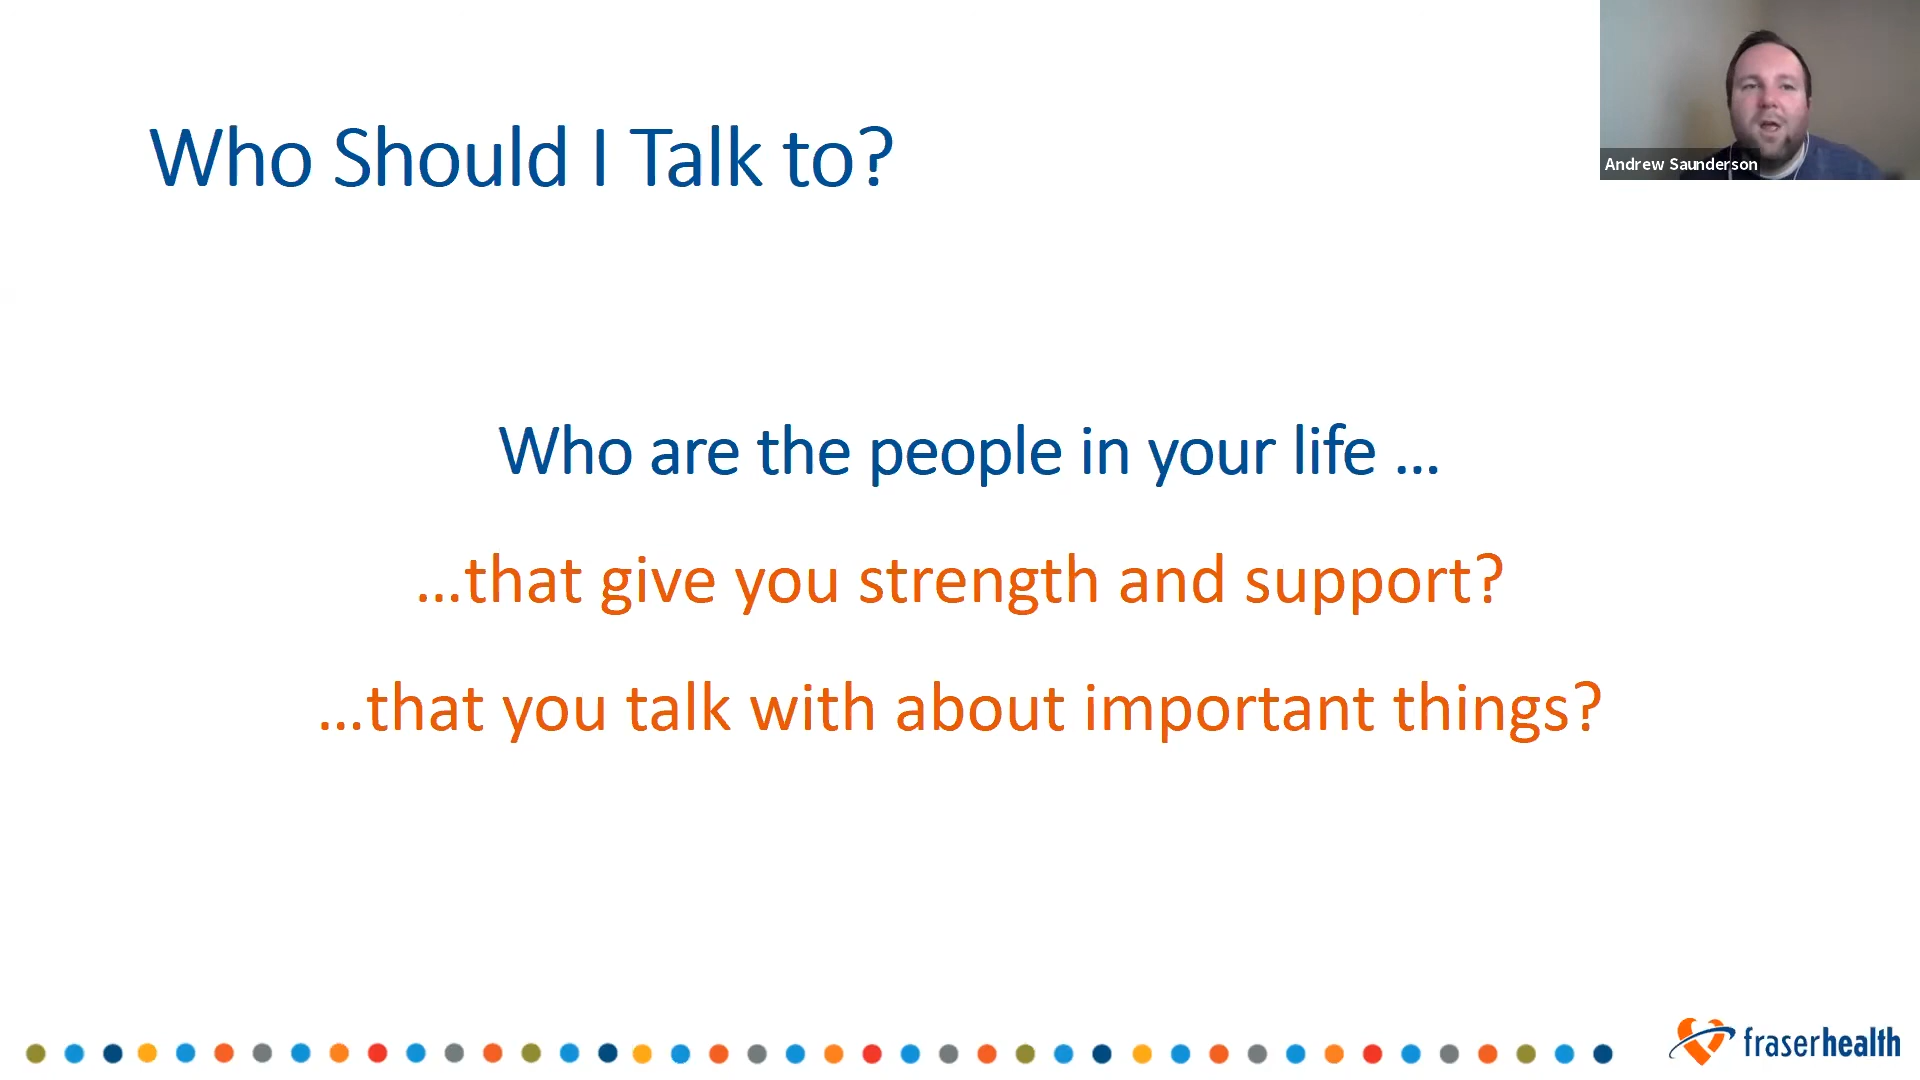 Who Should I Talk to?
Andrew Saunderson
Who are the people in your life ...
...that give you strength and support?
...that you talk with about important things?
fraserhealth